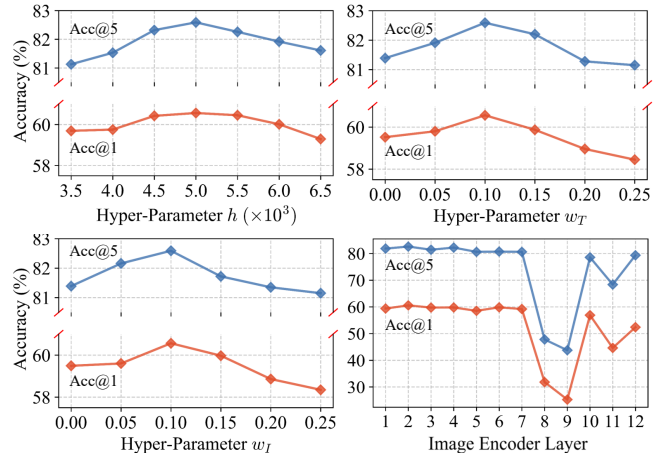 Accuracy (%)
83
82
81
60
58
Acc@5
Acc@1
3.5 4.0 4.5 5.0 5.5 6.0 6.5
Hyper-Parameter h (×10³)
83
82
81
60
58
Acc@5
Acc@1
0.00 0.05 0.10 0.15 0.20 0.25
Hyper-Parameter w_T
Accuracy (%)
83
82
81
60
58
Acc@5
Acc@1
0.00 0.05 0.10 0.15 0.20 0.25
Hyper-Parameter w_I
80
70
60
50
40
30
Acc@5
Acc@1
1 2 3 4 5 6 7 8 9 10 11 12
Image Encoder Layer